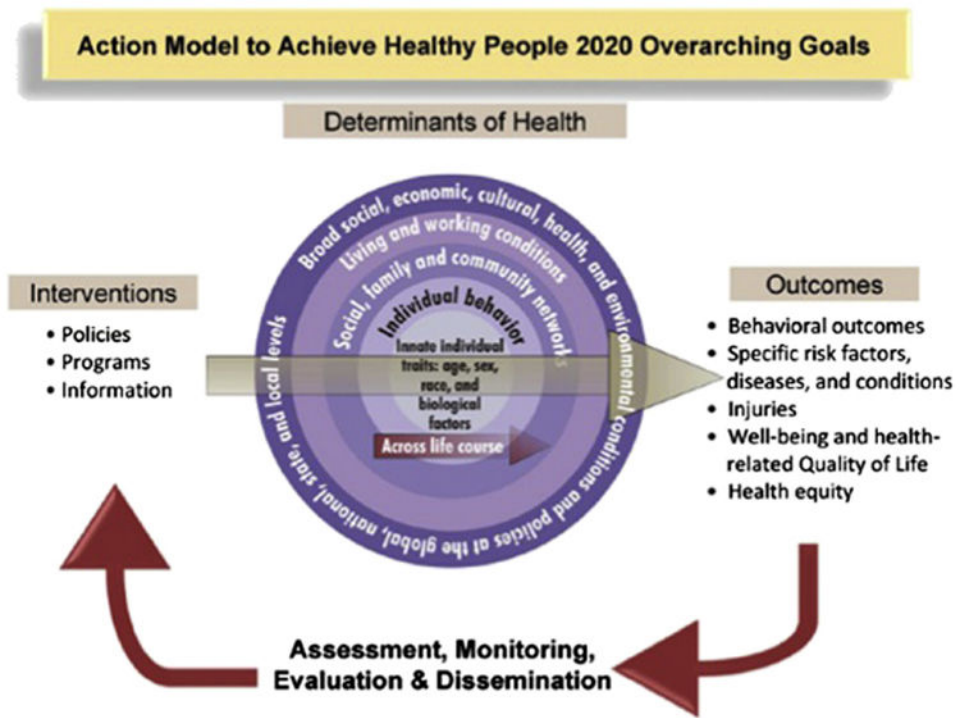 Action Model to Achieve Healthy People 2020 Overarching Goals
Determinants of Health
Broad social, economic, cultural, health, and environmental conditions and policies at the global, national, state, and local levels
Living and working conditions
Social, family and community networks
Individual behavior
Innate individual
traits: age, sex,
race, and
biological
factors
Across life course
Interventions
• Policies
• Programs
• Information
Outcomes
• Behavioral outcomes
• Specific risk factors,
diseases, and conditions
• Injuries
• Well-being and health-
related Quality of Life
• Health equity
Assessment, Monitoring,
Evaluation & Dissemination